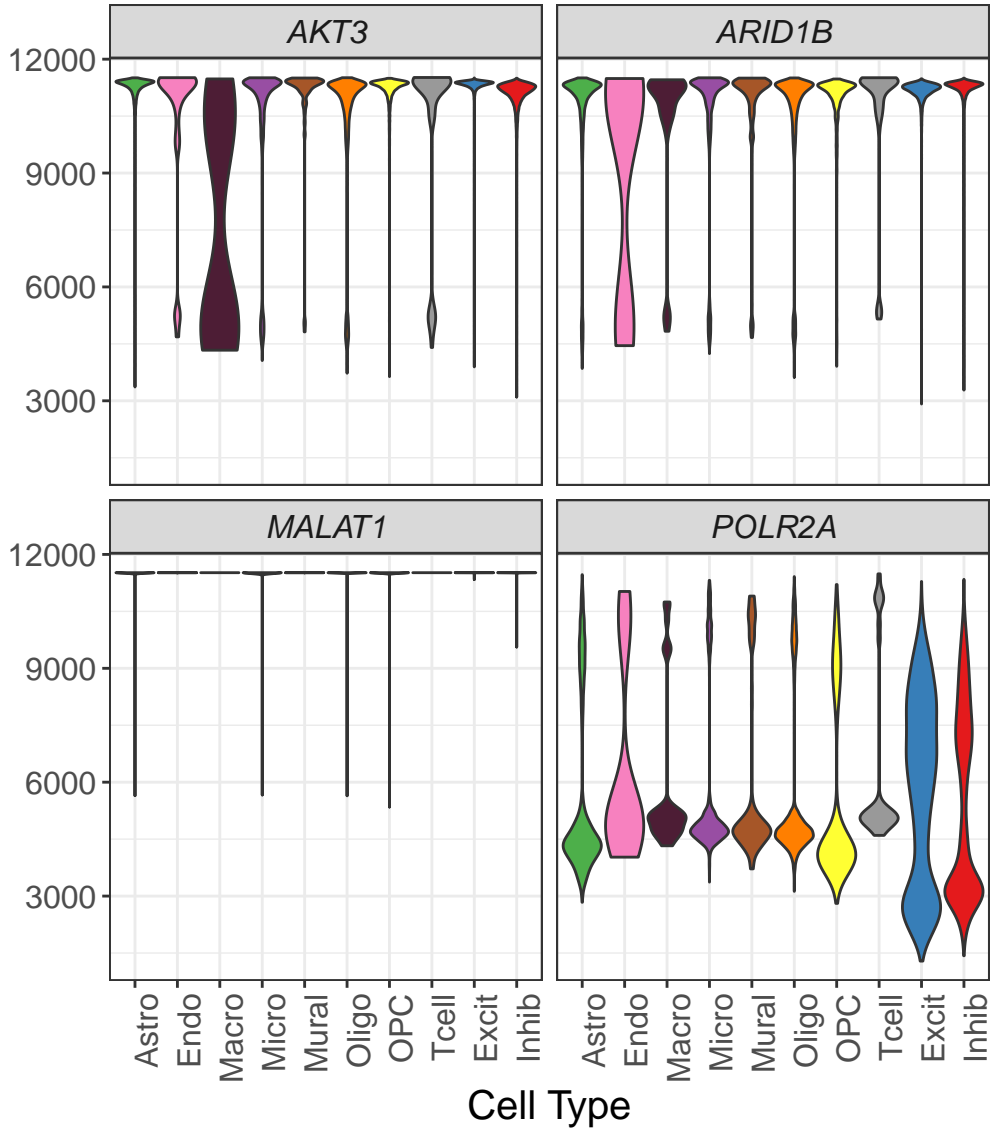 AKT3 ARID1B
12000
9000
6000
3000
MALAT1 POLR2A
12000
9000
6000
3000
Astro Endo Macro Micro Mural Oligo OPC Tcell Excit Inhib Astro Endo Macro Micro Mural Oligo OPC Tcell Excit Inhib
Cell Type